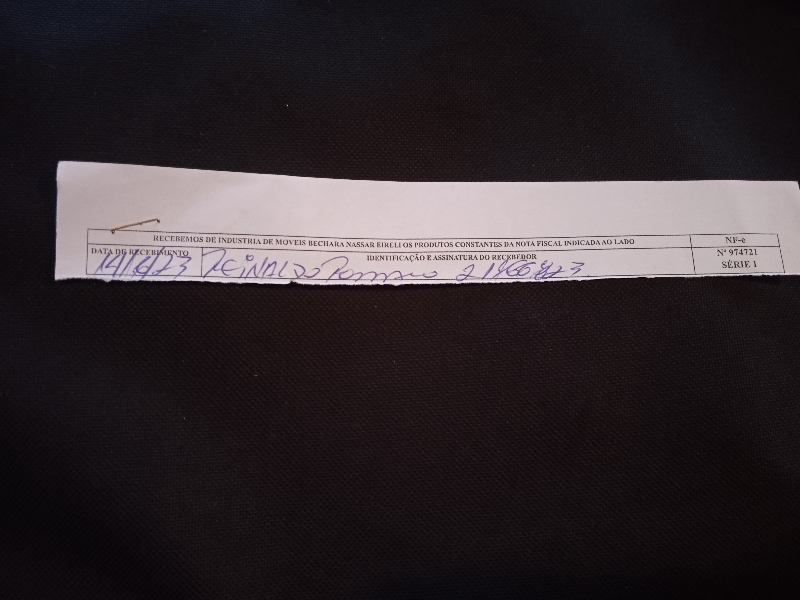 RECEBEMOS DE INDUSTRIA DE MOVEIS BECHARA NASSAR EIRELI OS PRODUTOS CONSTANTES DA NOTA FISCAL INDICADA AO LADO
NF-e
DATA DE RECEBIMENTO
IDENTIFICAÇÃO E ASSINATURA DO RECEBEDOR
Nº 974721
SÉRIE 1
REINALDO